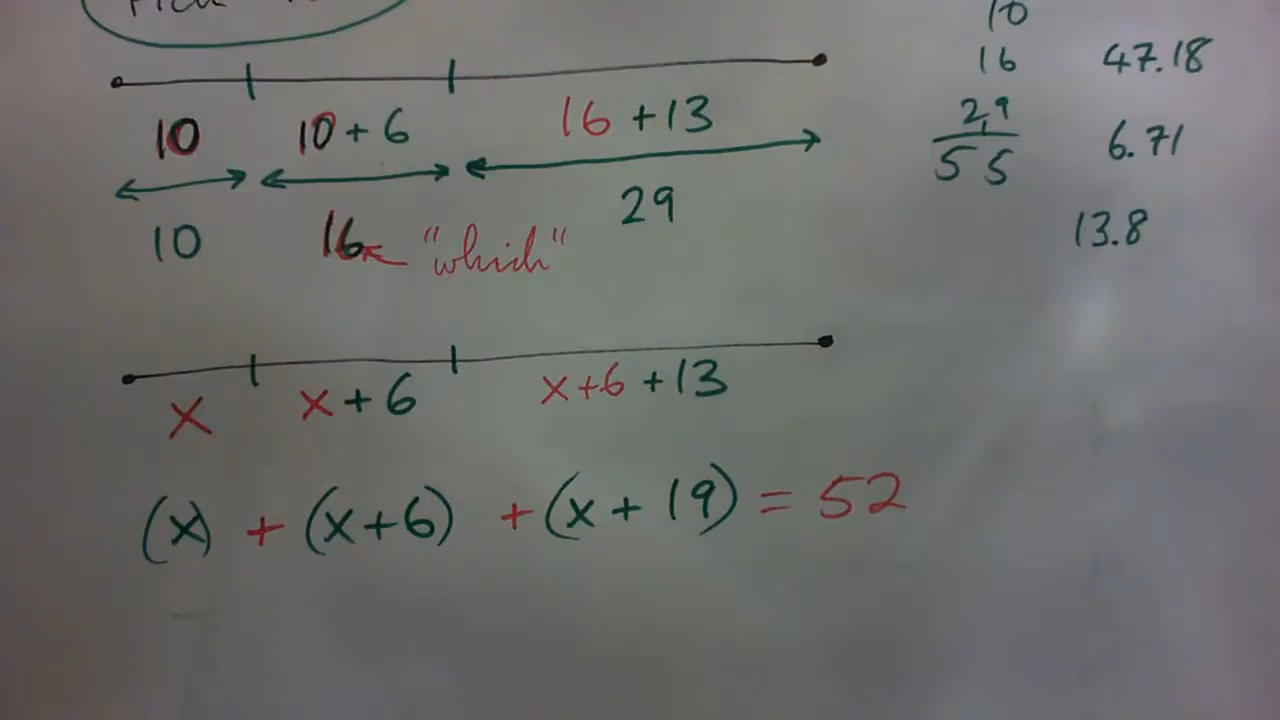 10
16 47.18
10 10 + 6 16 + 13
29 6.71
55
10 16 "which" 29
13.8
x x + 6 x + 6 + 13
(x) + (x + 6) + (x + 19) = 52